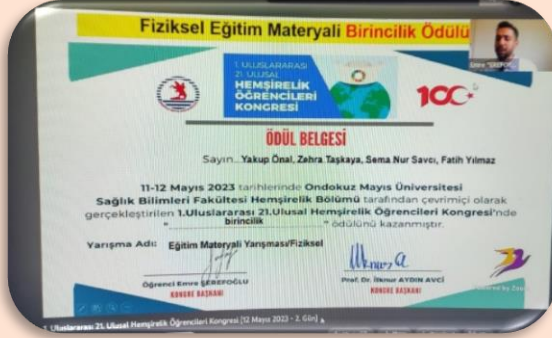 Fiziksel Eğitim Materyali Birincilik Ödülü
1. ULUSLARARASI
21. ULUSAL
HEMŞİRELİK
ÖĞRENCİLERİ
KONGRESİ
100
ÖDÜL BELGESİ
Sayın.. Yakup Önal, Zehra Taşkaya, Sema Nur Savcı, Fatih Yılmaz
11-12 Mayıs 2023 tarihlerinde Ondokuz Mayıs Üniversitesi
Sağlık Bilimleri Fakültesi Hemşirelik Bölümü tarafından çevrimiçi olarak
gerçekleştirilen 1.Uluslararası 21.Ulusal Hemşirelik Öğrencileri Kongresi'nde
" birincilik " ödülünü kazanmıştır.
Yarışma Adı: Eğitim Materyali Yarışması/Fiziksel
Öğrenci Emre ŞEREFOĞLU
KONGRE BAŞKANI
Prof. Dr. İlknur AYDIN AVCİ
KONGRE BAŞKANI
Powered by Zoom
1. Uluslararası 21. Ulusal Hemşirelik Öğrencileri Kongresi (12 Mayıs 2023 - 2. Gün)